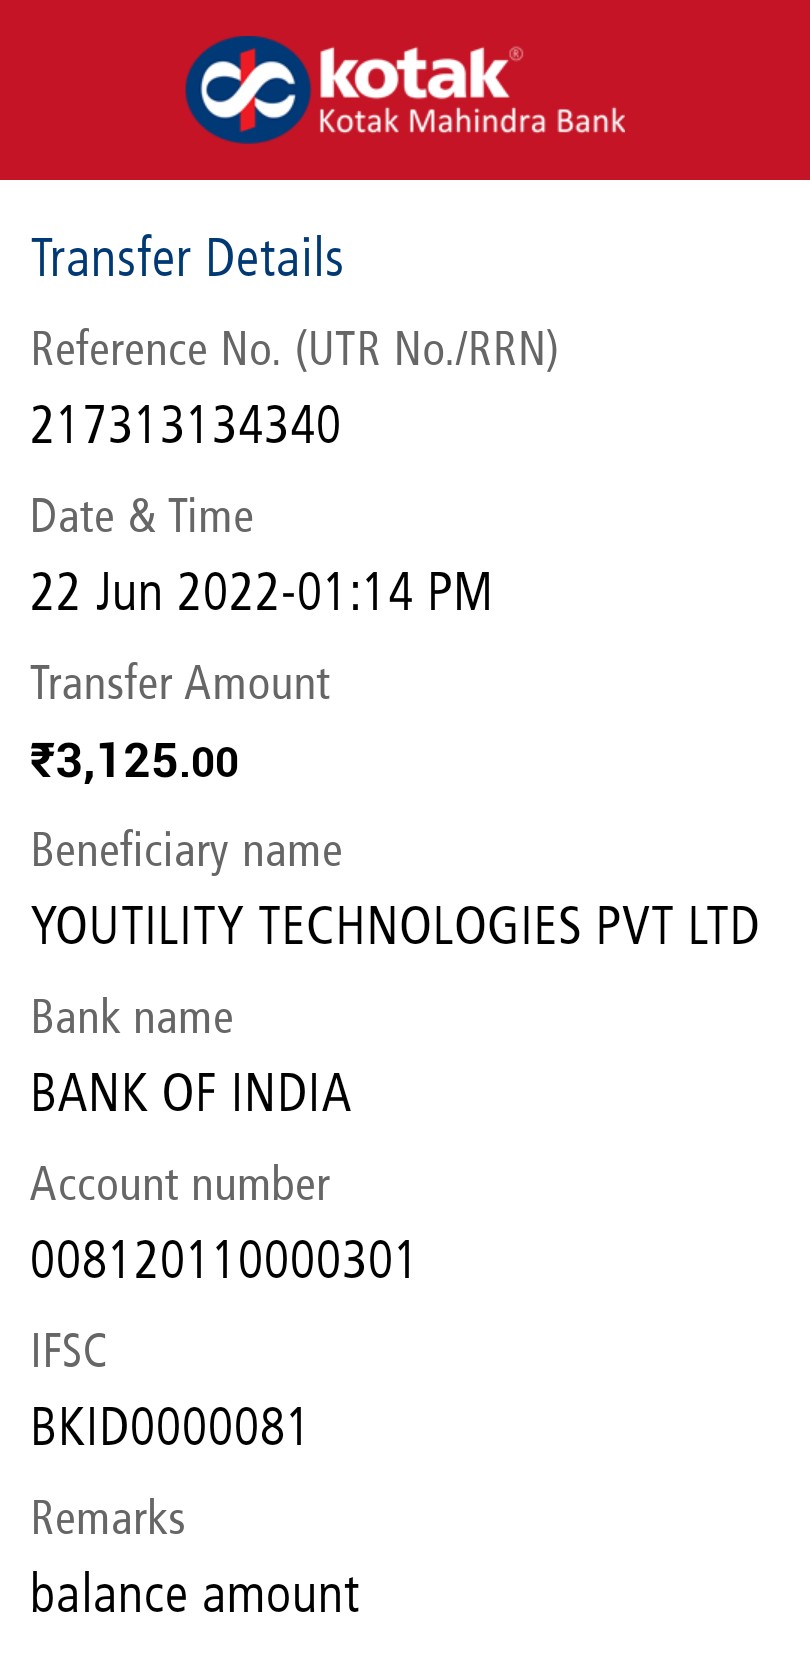 kotak®
Kotak Mahindra Bank
Transfer Details
Reference No. (UTR No./RRN)
217313134340
Date & Time
22 Jun 2022-01:14 PM
Transfer Amount
₹3,125.00
Beneficiary name
YOUTILITY TECHNOLOGIES PVT LTD
Bank name
BANK OF INDIA
Account number
008120110000301
IFSC
BKID0000081
Remarks
balance amount